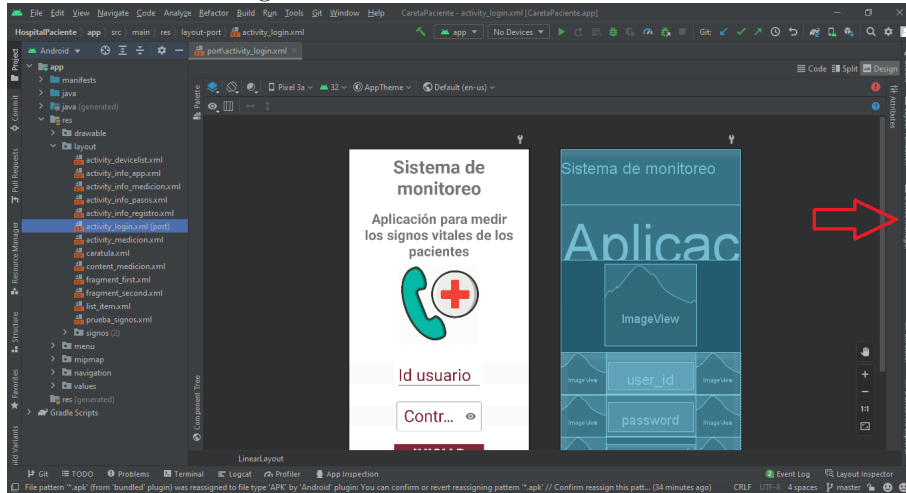 File Edit View Navigate Code Analyze Refactor Build Run Tools Git Window Help CaretaPaciente - activity_login.xml [CaretaPaciente.app]
HospitalPaciente app src main res layout-port activity_login.xml app No Devices Git:
Android port\activity_login.xml
Code Split Design
app
manifests
java
java (generated)
res
drawable
layout
activity_devicelist.xml
activity_info_app.xml
activity_info_medicion.xml
activity_info_pasos.xml
activity_info_registro.xml
activity_login.xml (port)
activity_medicion.xml
caratula.xml
content_medicion.xml
fragment_first.xml
fragment_second.xml
list_item.xml
prueba_signos.xml
signos (2)
menu
mipmap
navigation
values
res (generated)
Gradle Scripts
Project
Commit
Pull Requests
Resource Manager
Structure
Favorites
Variants
Palette
Component Tree
Attributes
Pixel 3a 32 AppTheme Default (en-us)
Sistema de
monitoreo
Aplicación para medir
los signos vitales de los
pacientes
Id usuario
Contr...
Sistema de monitoreo
Aplicac
ImageView
ImageView user_id ImageView
ImageView password ImageView
1:1
LinearLayout
Git TODO Problems Terminal Logcat Profiler App Inspection Event Log Layout Inspector
File pattern '*.apk' (from 'bundled' plugin) was reassigned to file type 'APK' by 'Android' plugin: You can confirm or revert reassigning pattern '*.apk' // Confirm reassign this patt... (34 minutes ago) CRLF UTF-8 4 spaces master